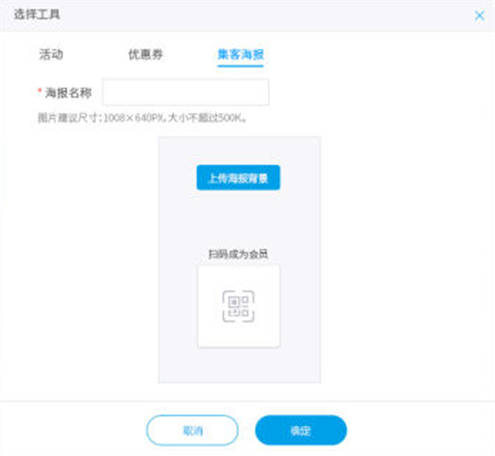 选择工具
活动 优惠券 集客海报
* 海报名称
图片建议尺寸：1008×640PX，大小不超过500K。
上传海报背景
扫码成为会员
取消 确定